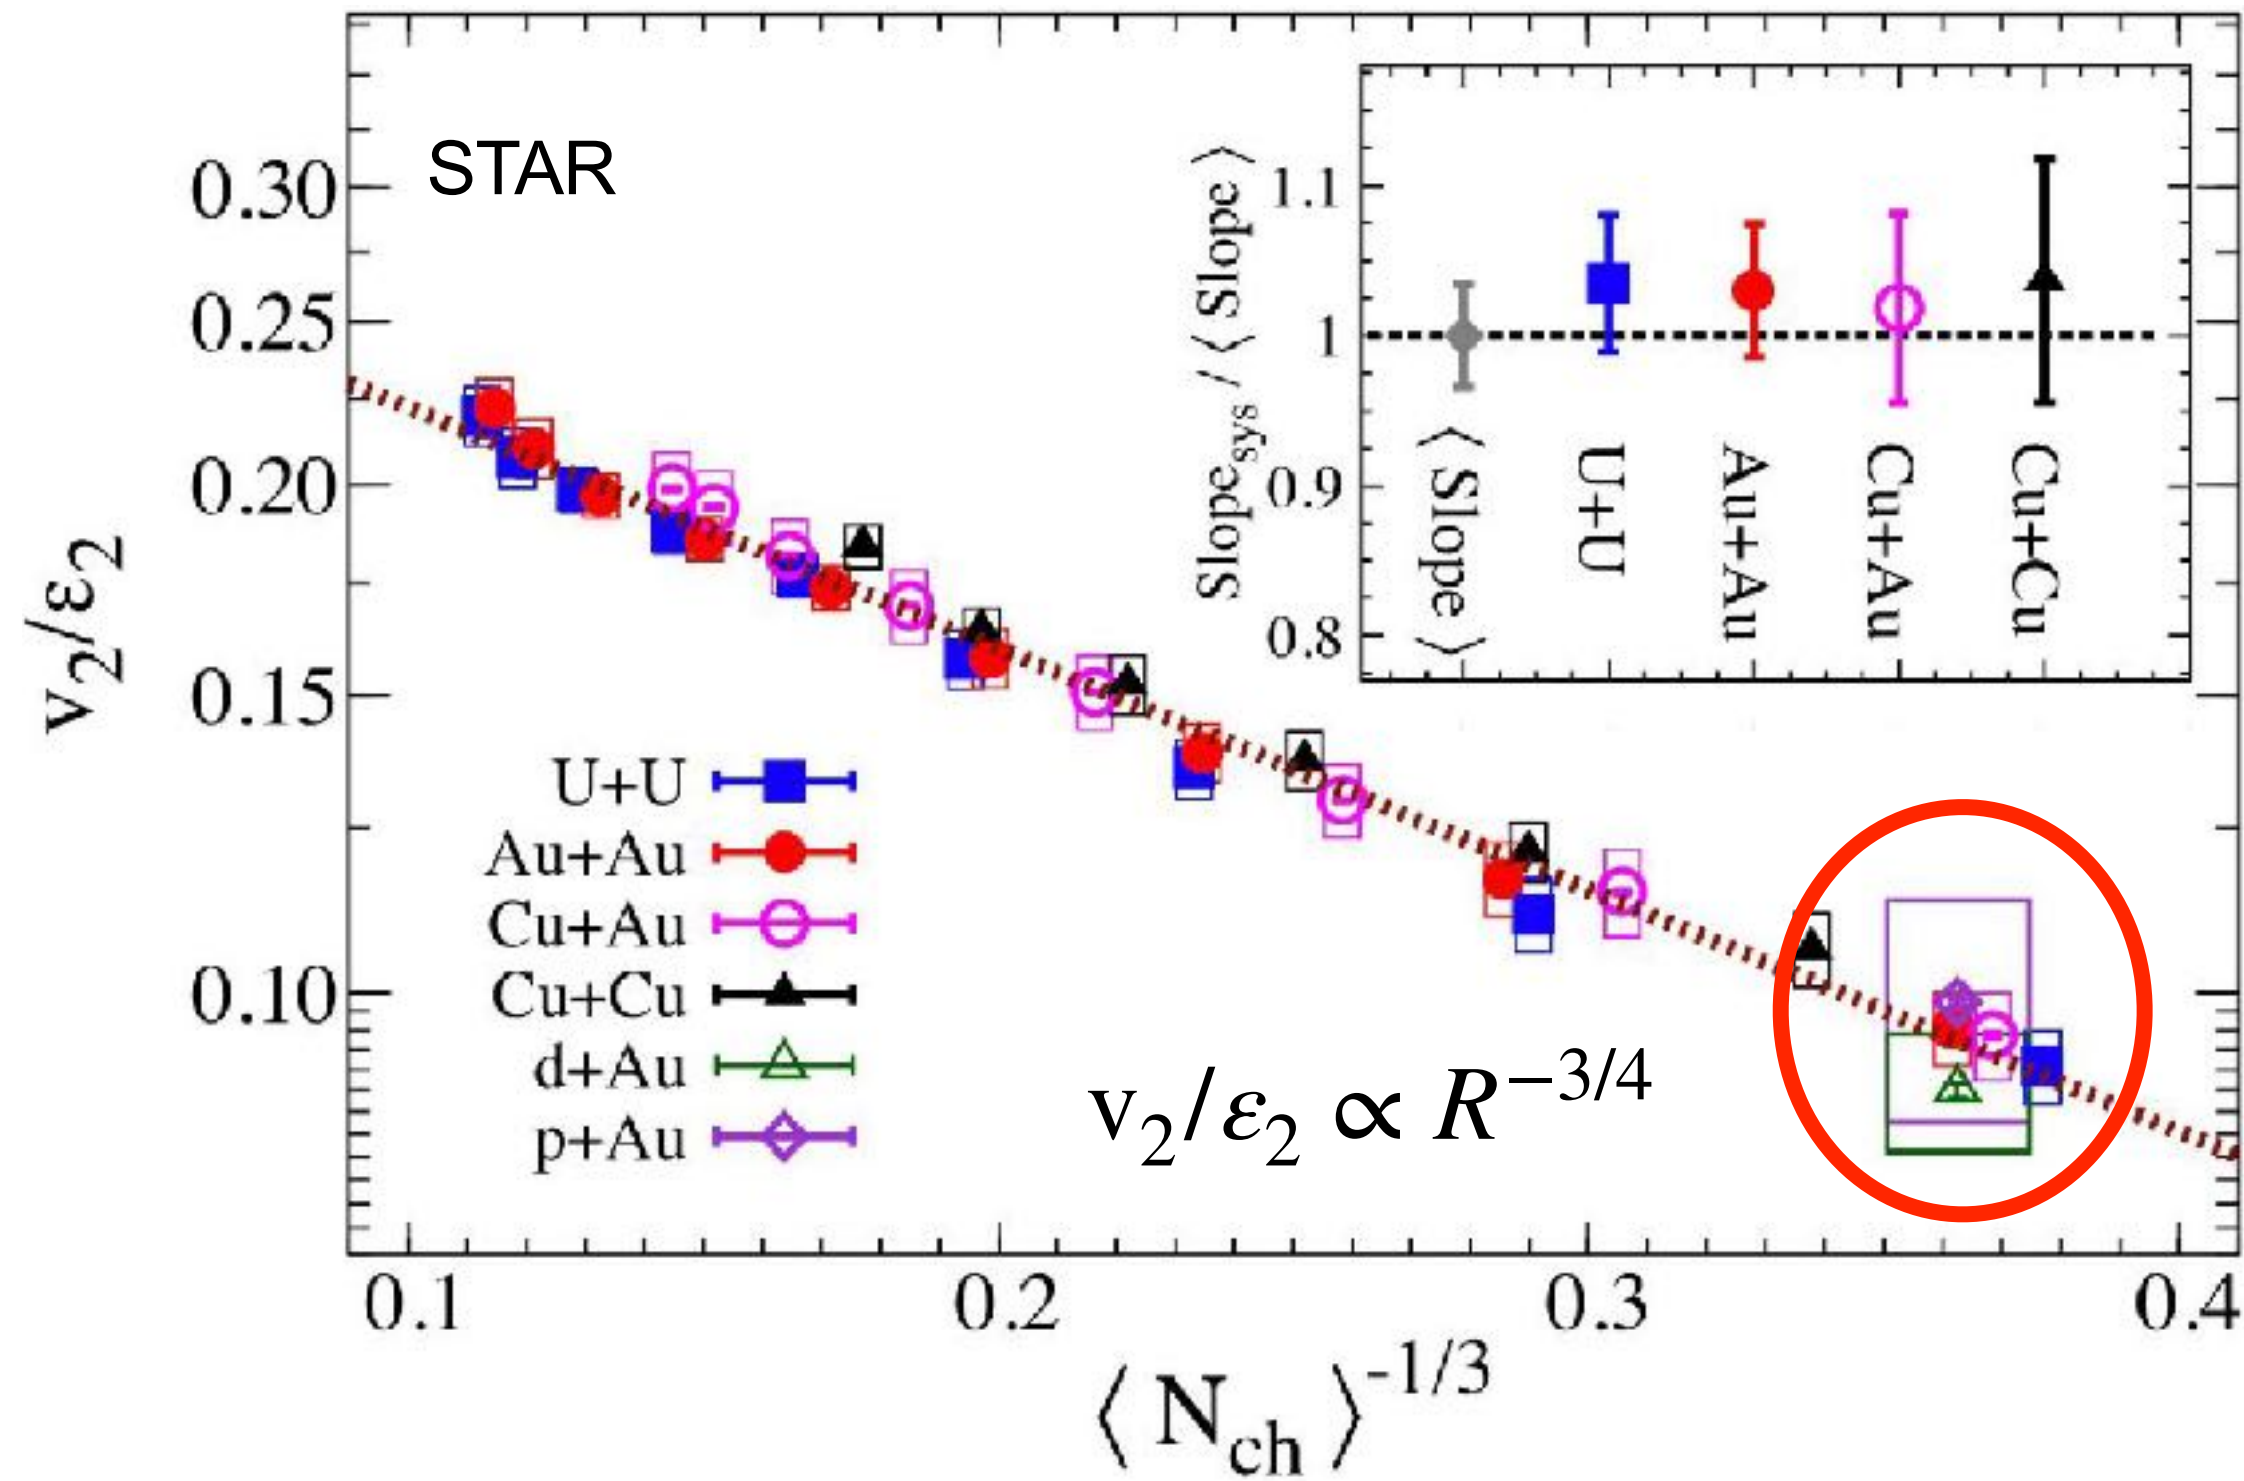 STAR
0.30
0.25
0.20
0.15
0.10
v₂/ε₂
0.1
0.2
0.3
0.4
⟨ N_ch ⟩^-1/3
U+U
Au+Au
Cu+Au
Cu+Cu
d+Au
p+Au
v₂/ε₂ ∝ R^−3/4
Slope_sys / ⟨ Slope ⟩
1.1
1
0.9
0.8
⟨ Slope ⟩
U+U
Au+Au
Cu+Au
Cu+Cu